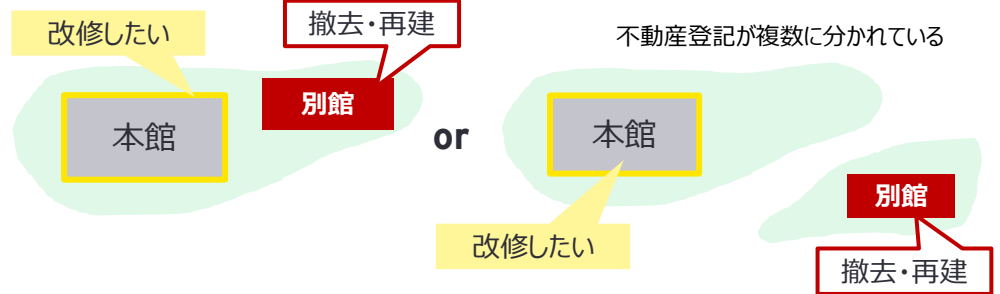 改修したい
撤去・再建
別館
本館
or
不動産登記が複数に分かれている
本館
改修したい
別館
撤去・再建